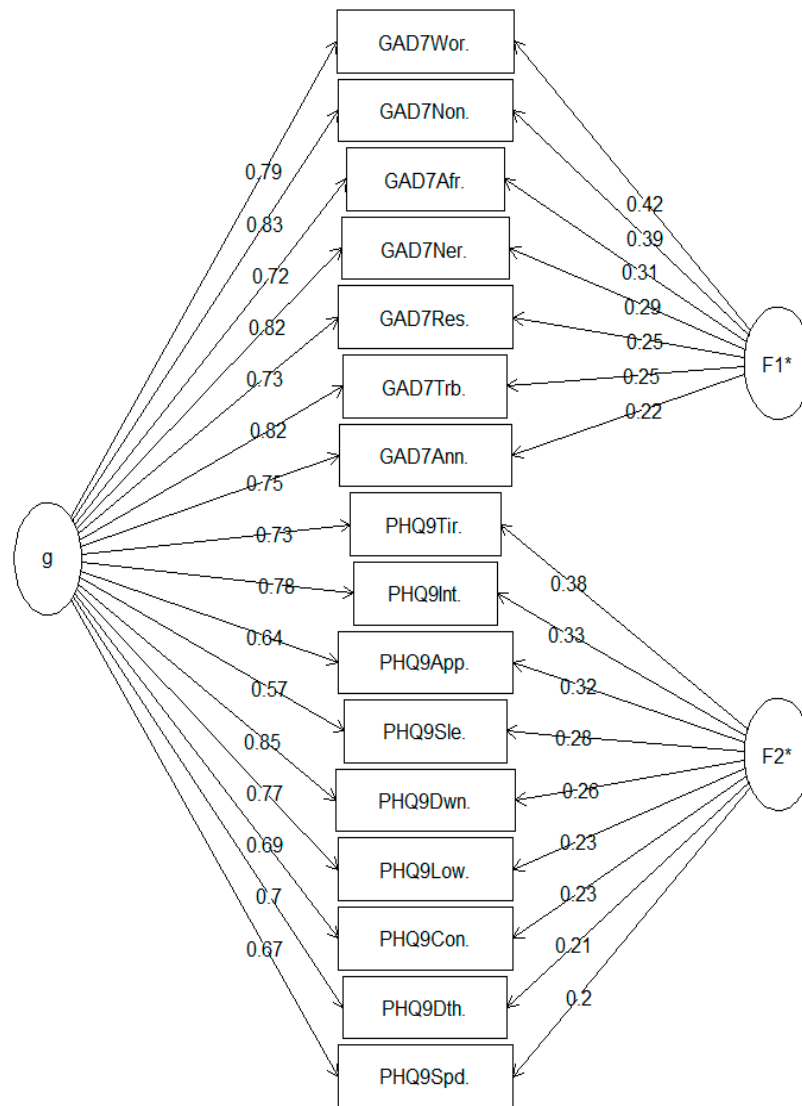 GAD7Wor.
GAD7Non.
GAD7Afr.
GAD7Ner.
GAD7Res.
GAD7Trb.
GAD7Ann.
PHQ9Tir.
PHQ9Int.
PHQ9App.
PHQ9Sle.
PHQ9Dwn.
PHQ9Low.
PHQ9Con.
PHQ9Dth.
PHQ9Spd.
g
0.79
0.83
0.72
0.82
0.73
0.82
0.75
0.73
0.78
0.64
0.57
0.85
0.77
0.69
0.7
0.67
F1*
0.42
0.39
0.31
0.29
0.25
0.25
0.22
F2*
0.38
0.33
0.32
0.28
0.26
0.23
0.23
0.21
0.2